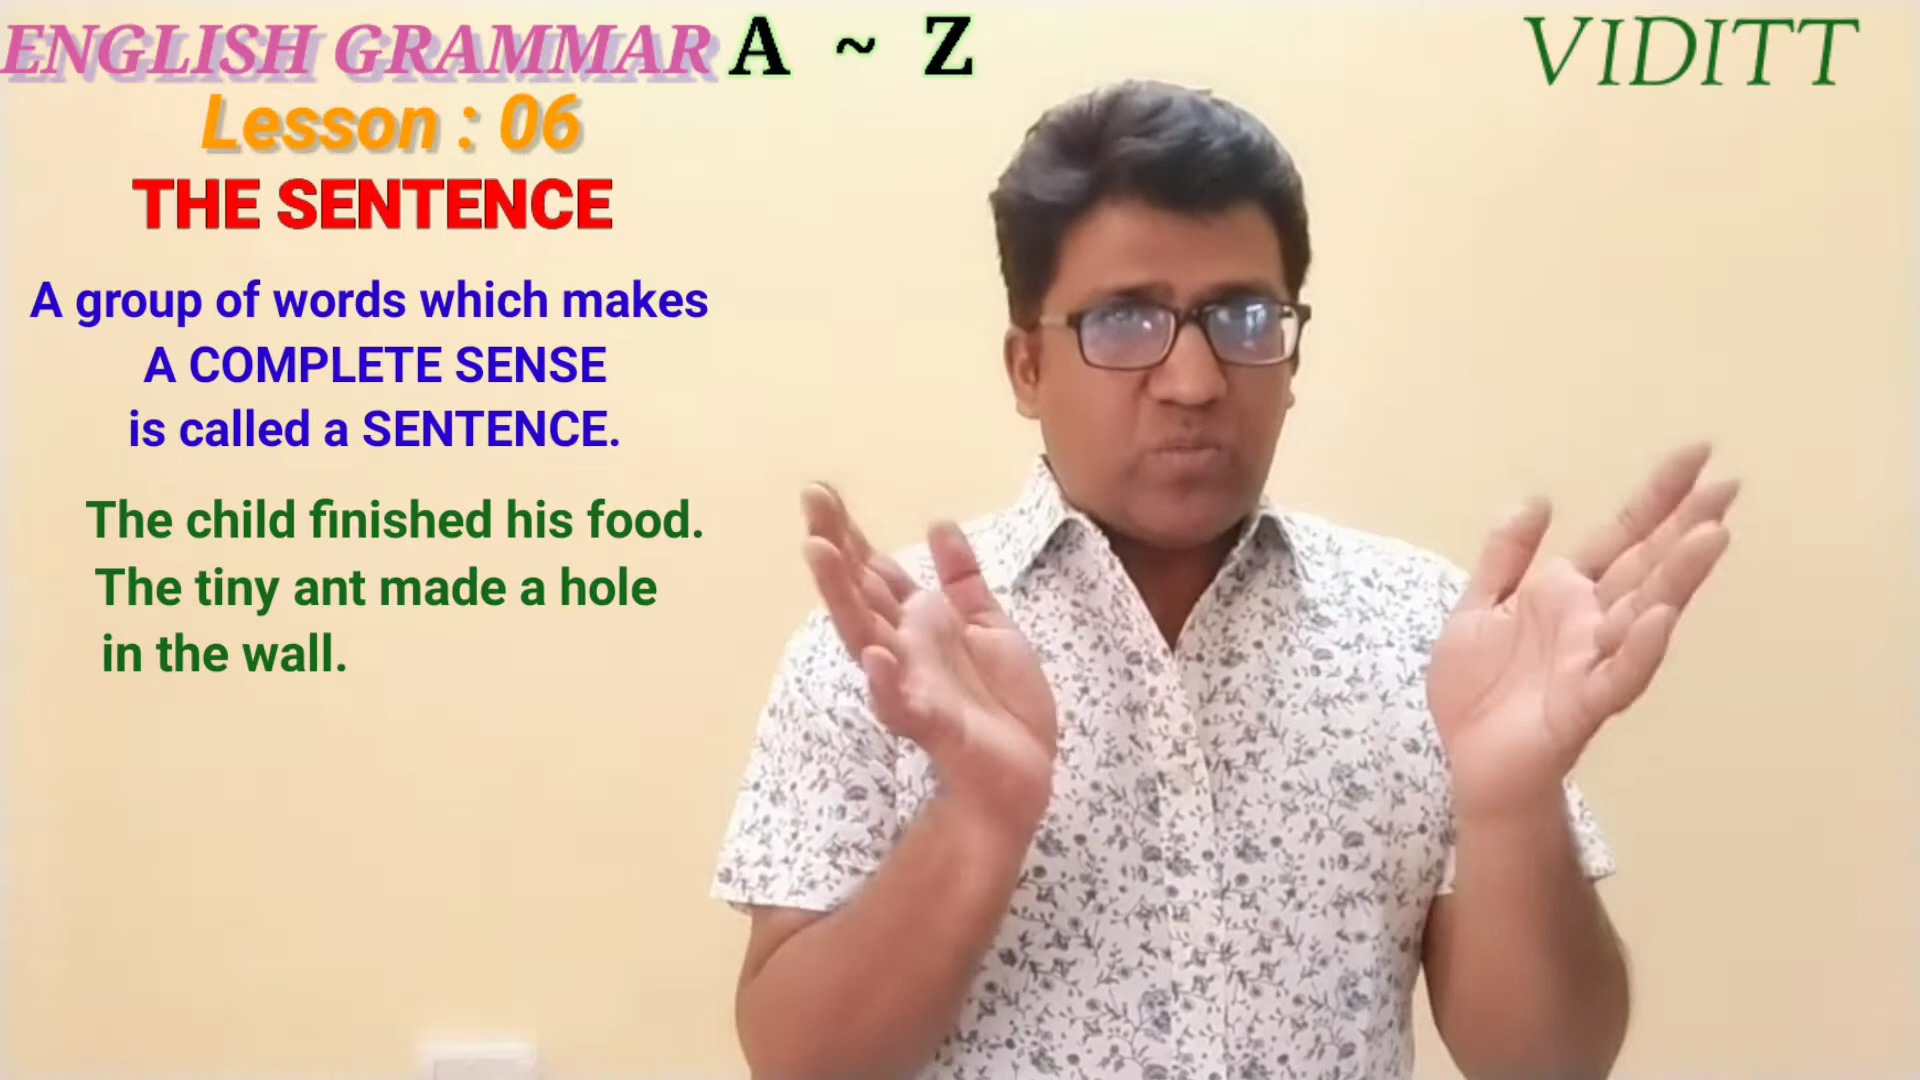 ENGLISH GRAMMAR A ~ Z
VIDITT
Lesson : 06
THE SENTENCE
A group of words which makes
A COMPLETE SENSE
is called a SENTENCE.
The child finished his food.
The tiny ant made a hole
in the wall.